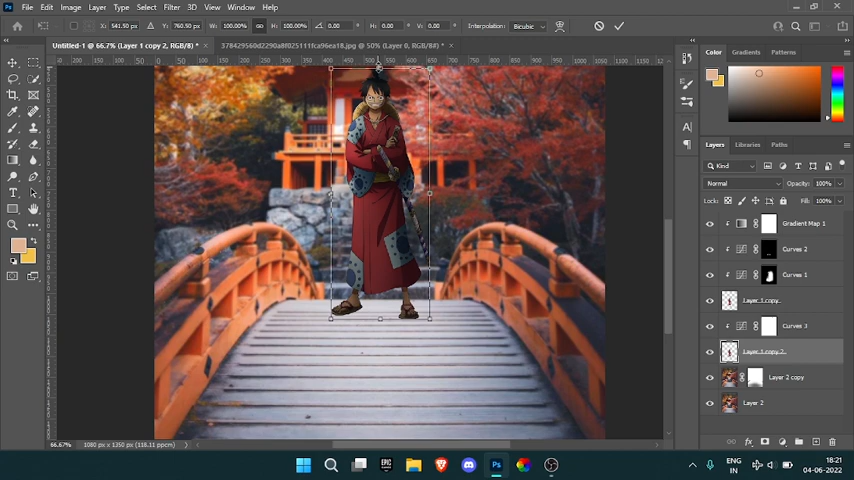 File Edit Image Layer Type Select Filter 3D View Window Help
X: 541.50 px Y: 760.50 px W: 100.00% H: 100.00% 0.00 H: 0.00 V: 0.00 Interpolation: Bicubic
Untitled-1 @ 66.7% (Layer 1 copy 2, RGB/8) * × 378429560d2290a8f025111fca96ea18.jpg @ 50% (Layer 0, RGB/8#) * ×
Color Gradients Patterns
Layers Libraries Paths
Kind
Normal Opacity: 100%
Locks: Fill: 100%
Gradient Map 1
Curves 2
Curves 1
Layer 1 copy
Curves 3
Layer 1 copy 2
Layer 2 copy
Layer 2
66.67% 1080 px x 1350 px (118.11 ppcm)
ENG
IN
18:21
04-06-2022